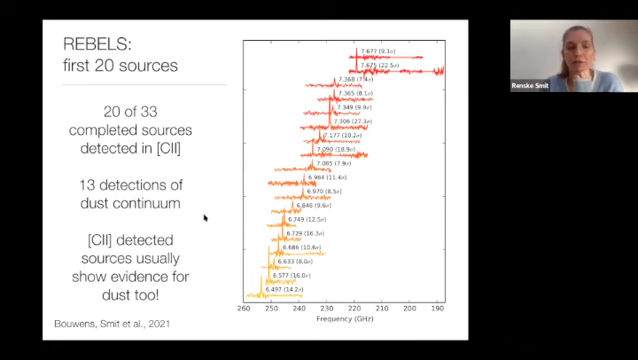 REBELS:
first 20 sources
20 of 33
completed sources
detected in [CII]
13 detections of
dust continuum
[CII] detected
sources usually
show evidence for
dust too!
Bouwens, Smit et al., 2021
7.677 (9.1σ)
7.675 (22.5σ)
7.368 (7.4σ)
7.365 (8.1σ)
7.349 (9.9σ)
7.306 (27.3σ)
7.177 (10.2σ)
7.090 (18.9σ)
7.085 (7.9σ)
6.984 (11.4σ)
6.970 (8.5σ)
6.846 (9.6σ)
6.749 (12.5σ)
6.729 (16.3σ)
6.686 (10.6σ)
6.633 (8.0σ)
6.577 (16.0σ)
6.497 (14.2σ)
260 250 240 230 220 210 200 190
Frequency (GHz)
Renske Smit